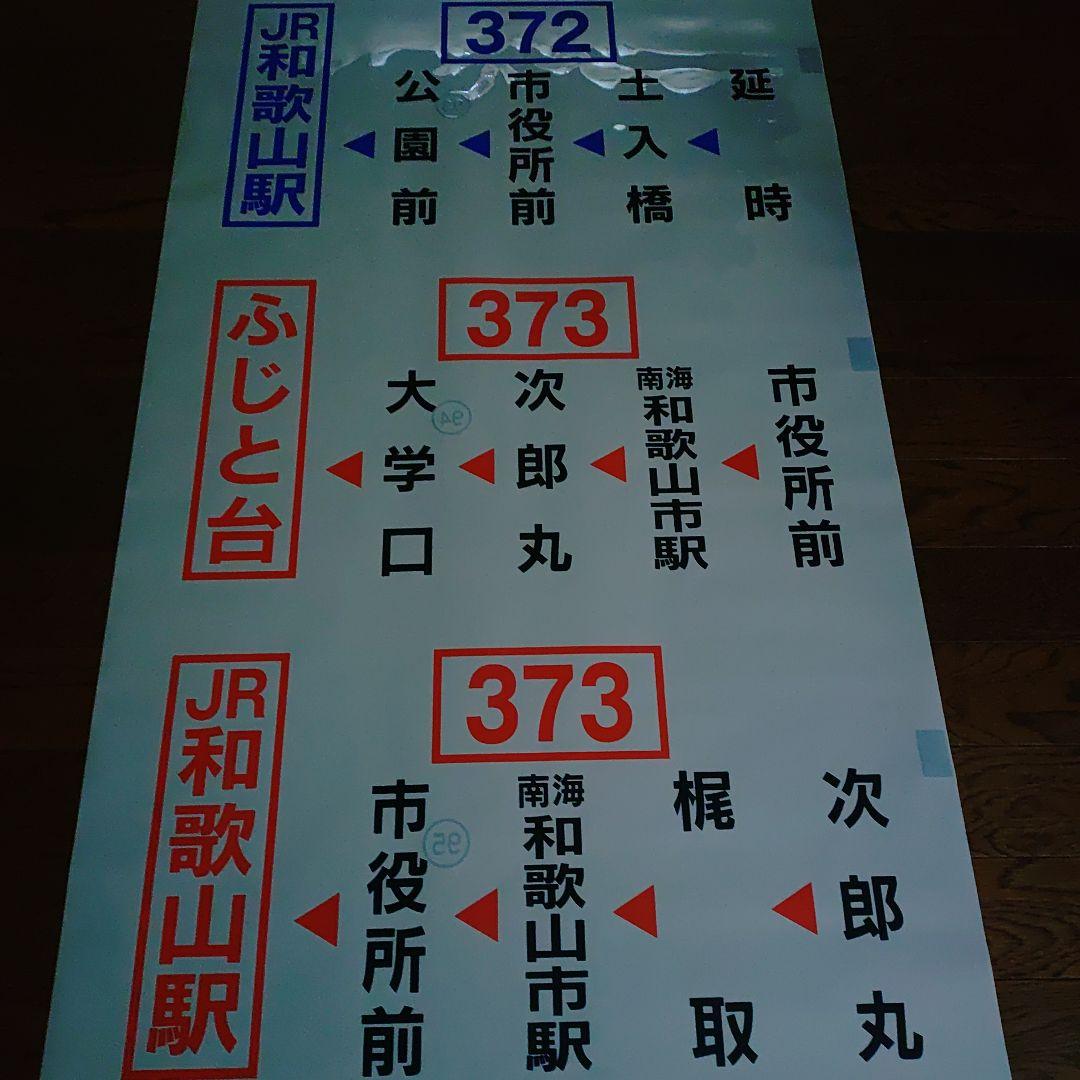 372
延時
土入橋
市役所前
公園前
JR和歌山駅
373
市役所前
南海和歌山市駅
次郎丸
大学口
ふじと台
94
373
次郎丸
梶取
南海和歌山市駅
市役所前
JR和歌山駅
95